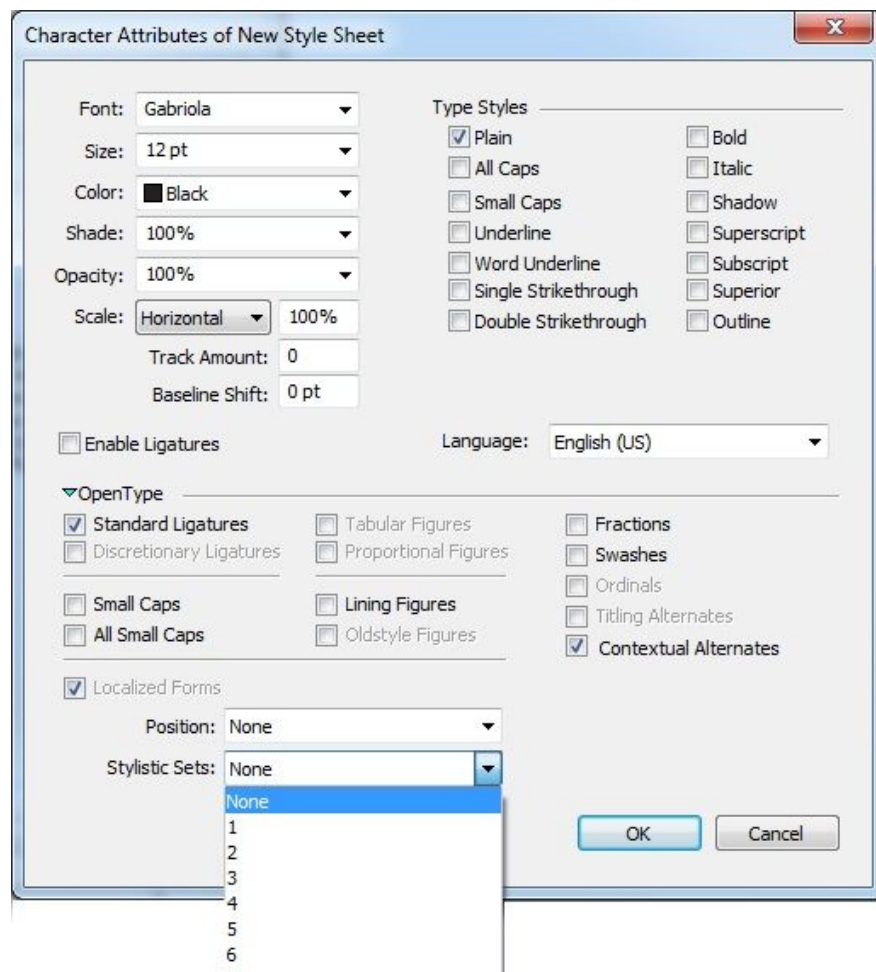 Character Attributes of New Style Sheet
Font: Gabriola
Size: 12 pt
Color: Black
Shade: 100%
Opacity: 100%
Scale: Horizontal 100%
Track Amount: 0
Baseline Shift: 0 pt
Type Styles
Plain Bold
All Caps Italic
Small Caps Shadow
Underline Superscript
Word Underline Subscript
Single Strikethrough Superior
Double Strikethrough Outline
Enable Ligatures
Language: English (US)
OpenType
Standard Ligatures Tabular Figures Fractions
Discretionary Ligatures Proportional Figures Swashes
Ordinals
Small Caps Lining Figures Titling Alternates
All Small Caps Oldstyle Figures Contextual Alternates
Localized Forms
Position: None
Stylistic Sets: None
None
1
2
3
4
5
6
OK Cancel